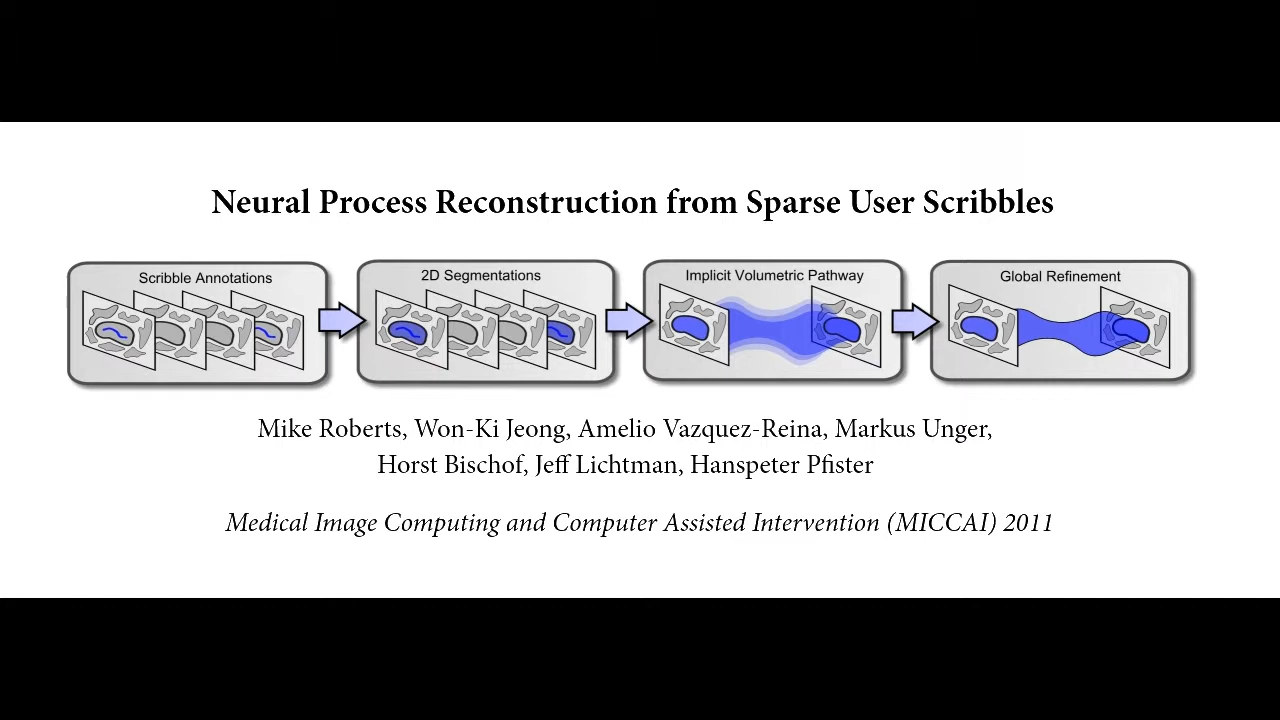 Neural Process Reconstruction from Sparse User Scribbles
Scribble Annotations
2D Segmentations
Implicit Volumetric Pathway
Global Refinement
Mike Roberts, Won-Ki Jeong, Amelio Vazquez-Reina, Markus Unger,
Horst Bischof, Jeff Lichtman, Hanspeter Pfister
Medical Image Computing and Computer Assisted Intervention (MICCAI) 2011